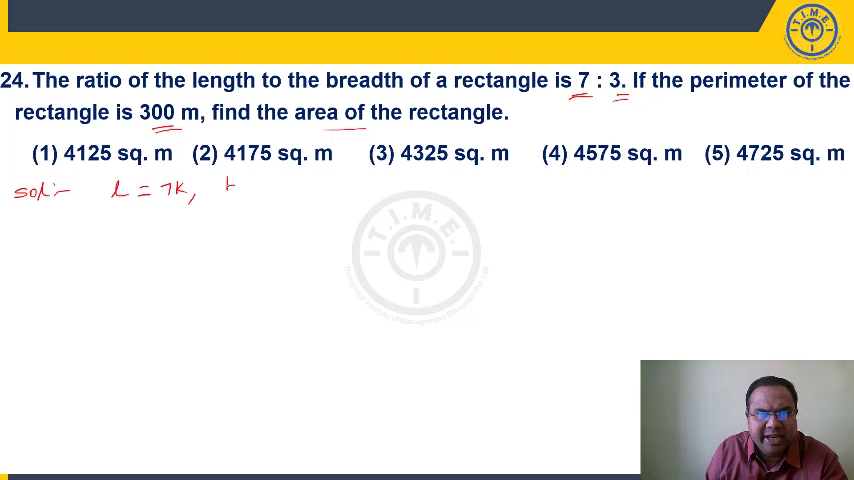 T.I.M.E.
24. The ratio of the length to the breadth of a rectangle is 7 : 3. If the perimeter of the
rectangle is 300 m, find the area of the rectangle.
(1) 4125 sq. m (2) 4175 sq. m (3) 4325 sq. m (4) 4575 sq. m (5) 4725 sq. m
sol:- l = 7k,
T.I.M.E.